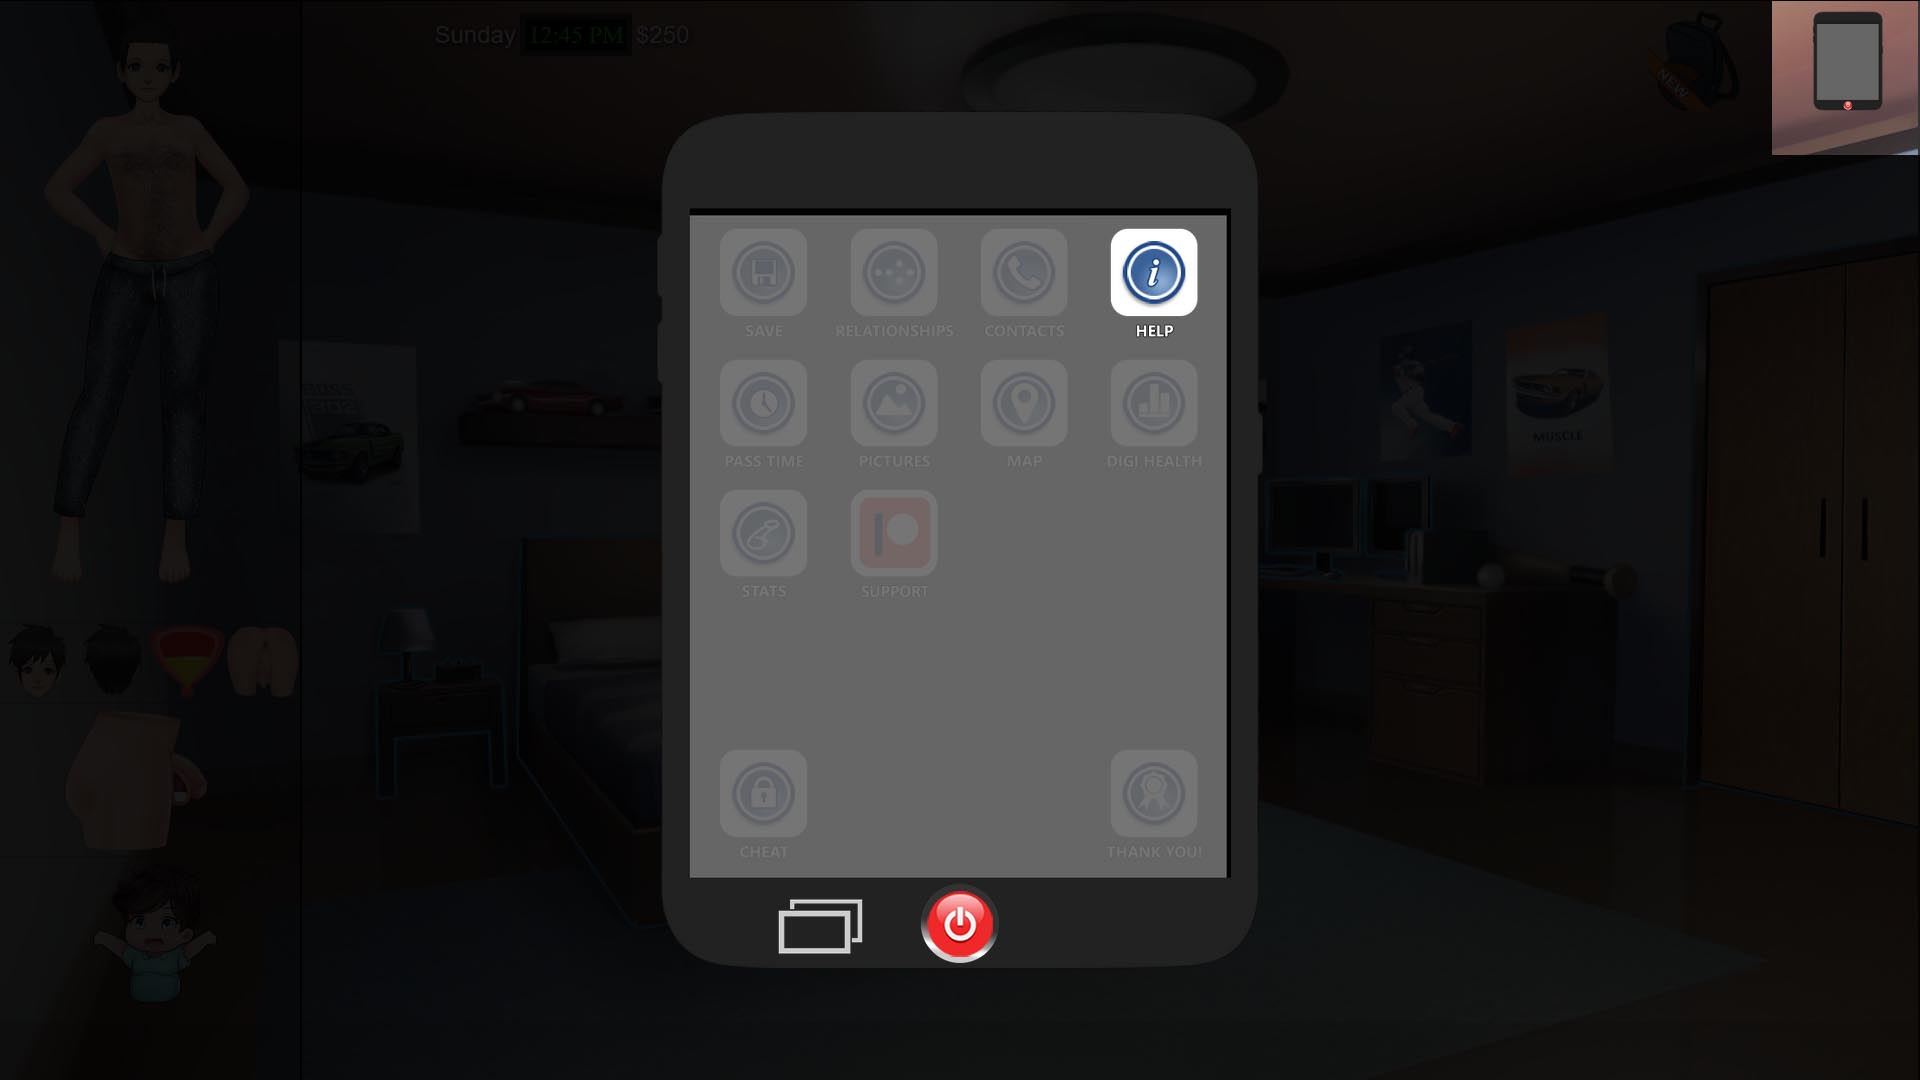 Sunday 12:45 PM $250
NEW
SAVE RELATIONSHIPS CONTACTS HELP
PASS TIME PICTURES MAP DIGI HEALTH
STATS SUPPORT
CHEAT THANK YOU!
BOSS
302
MUSCLE